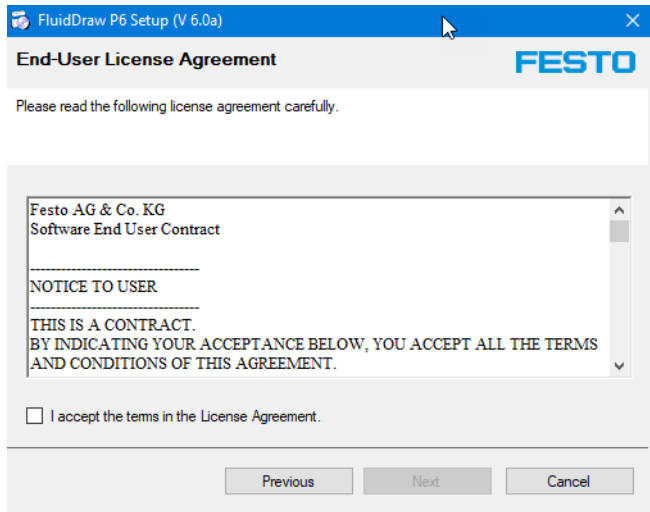 FluidDraw P6 Setup (V 6.0a)
End-User License Agreement
FESTO
Please read the following license agreement carefully.
Festo AG & Co. KG
Software End User Contract
---------------------------------
NOTICE TO USER
---------------------------------
THIS IS A CONTRACT.
BY INDICATING YOUR ACCEPTANCE BELOW, YOU ACCEPT ALL THE TERMS
AND CONDITIONS OF THIS AGREEMENT.
I accept the terms in the License Agreement.
Previous
Next
Cancel